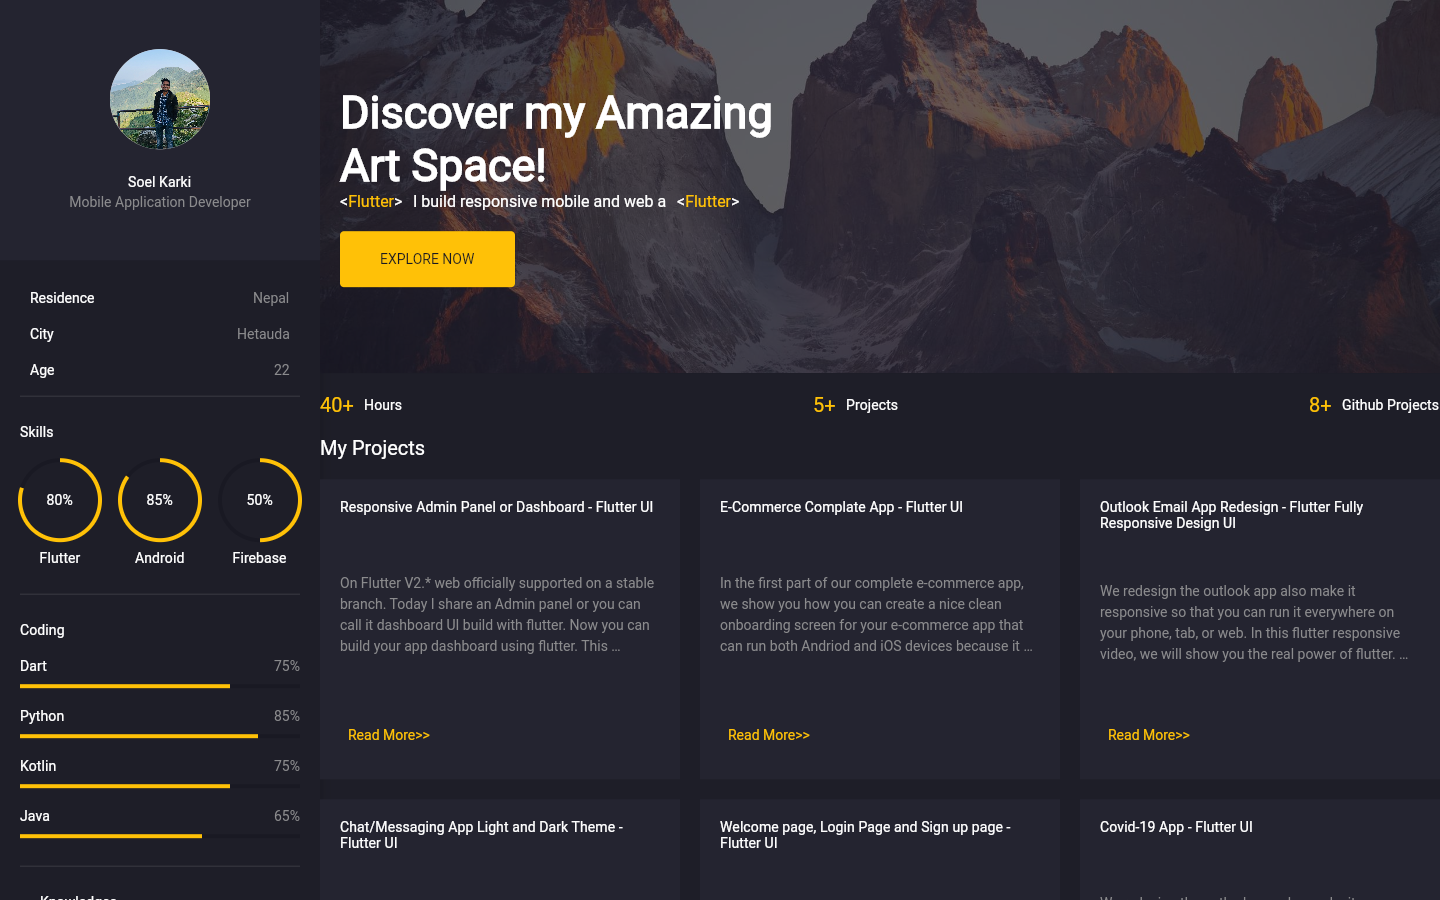 Soel Karki
Mobile Application Developer
Residence Nepal
City Hetauda
Age 22
Skills
80% 85% 50%
Flutter Android Firebase
Coding
Dart 75%
Python 85%
Kotlin 75%
Java 65%
Knowledges
Discover my Amazing
Art Space!
<Flutter> I build responsive mobile and web a <Flutter>
EXPLORE NOW
40+ Hours 5+ Projects 8+ Github Projects
My Projects
Responsive Admin Panel or Dashboard - Flutter UI
On Flutter V2.* web officially supported on a stable
branch. Today I share an Admin panel or you can
call it dashboard UI build with flutter. Now you can
build your app dashboard using flutter. This ...
Read More>>
E-Commerce Complate App - Flutter UI
In the first part of our complete e-commerce app,
we show you how you can create a nice clean
onboarding screen for your e-commerce app that
can run both Andriod and iOS devices because it ...
Read More>>
Outlook Email App Redesign - Flutter Fully
Responsive Design UI
We redesign the outlook app also make it
responsive so that you can run it everywhere on
your phone, tab, or web. In this flutter responsive
video, we will show you the real power of flutter. ...
Read More>>
Chat/Messaging App Light and Dark Theme -
Flutter UI
Welcome page, Login Page and Sign up page -
Flutter UI
Covid-19 App - Flutter UI